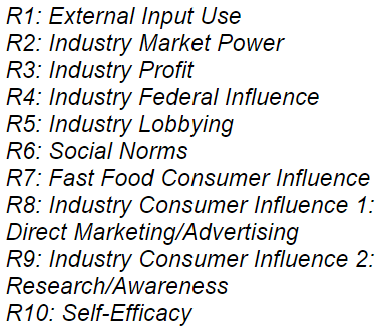 R1: External Input Use
R2: Industry Market Power
R3: Industry Profit
R4: Industry Federal Influence
R5: Industry Lobbying
R6: Social Norms
R7: Fast Food Consumer Influence
R8: Industry Consumer Influence 1:
Direct Marketing/Advertising
R9: Industry Consumer Influence 2:
Research/Awareness
R10: Self-Efficacy